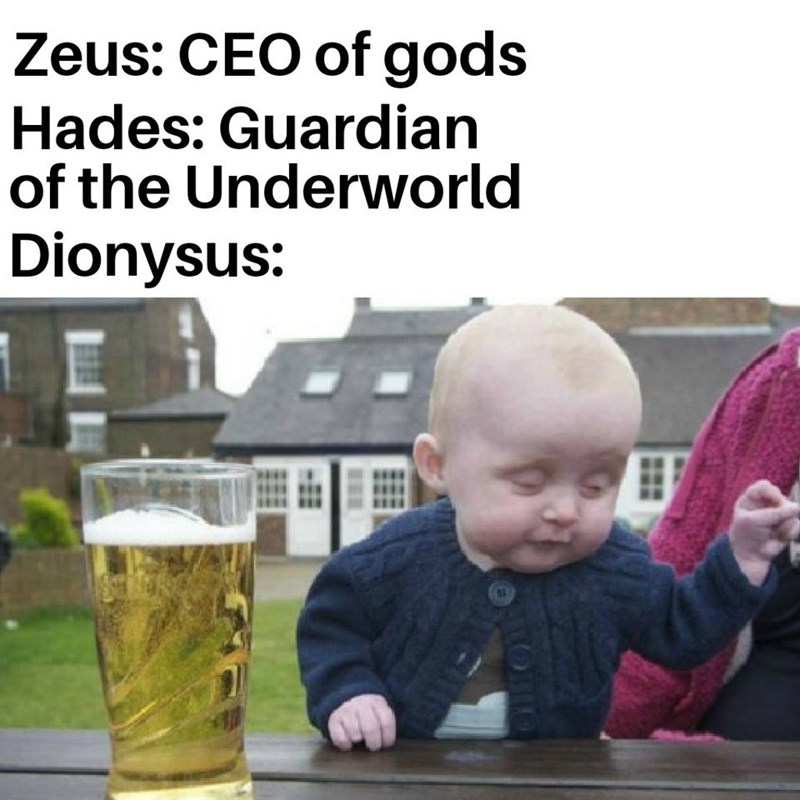 Zeus: CEO of gods
Hades: Guardian
of the Underworld
Dionysus: